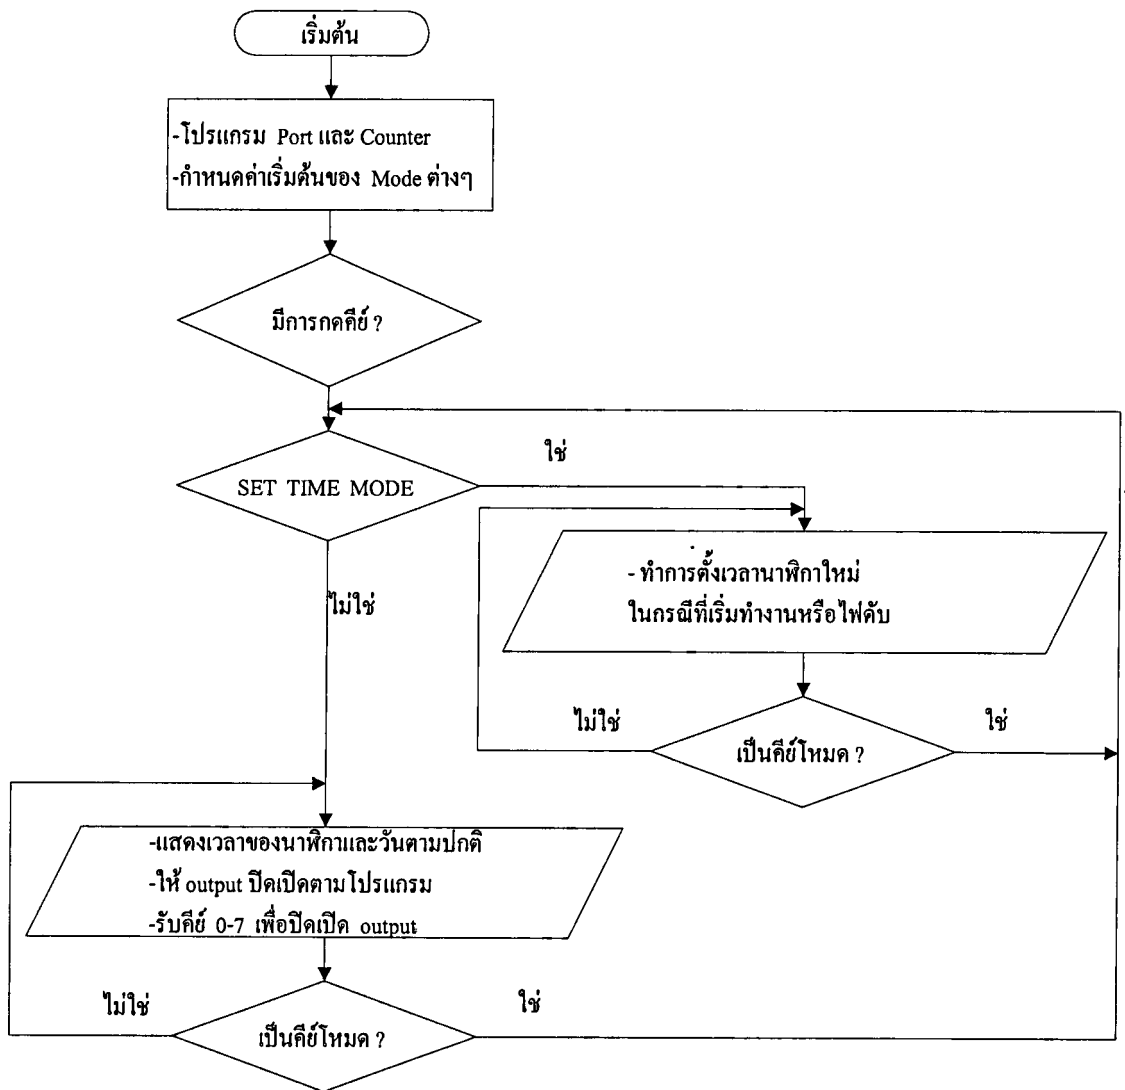 เริ่มต้น
-โปรแกรม Port และ Counter
-กำหนดค่าเริ่มต้นของ Mode ต่างๆ
มีการกดคีย์ ?
SET TIME MODE
ใช่
ไม่ใช่
- ทำการตั้งเวลานาฬิกาใหม่
ในกรณีที่เริ่มทำงานหรือไฟดับ
ไม่ใช่
เป็นคีย์โหมด ?
ใช่
-แสดงเวลาของนาฬิกาและวันตามปกติ
-ให้ output ปิดเปิดตามโปรแกรม
-รับคีย์ 0-7 เพื่อปิดเปิด output
ไม่ใช่
เป็นคีย์โหมด ?
ใช่